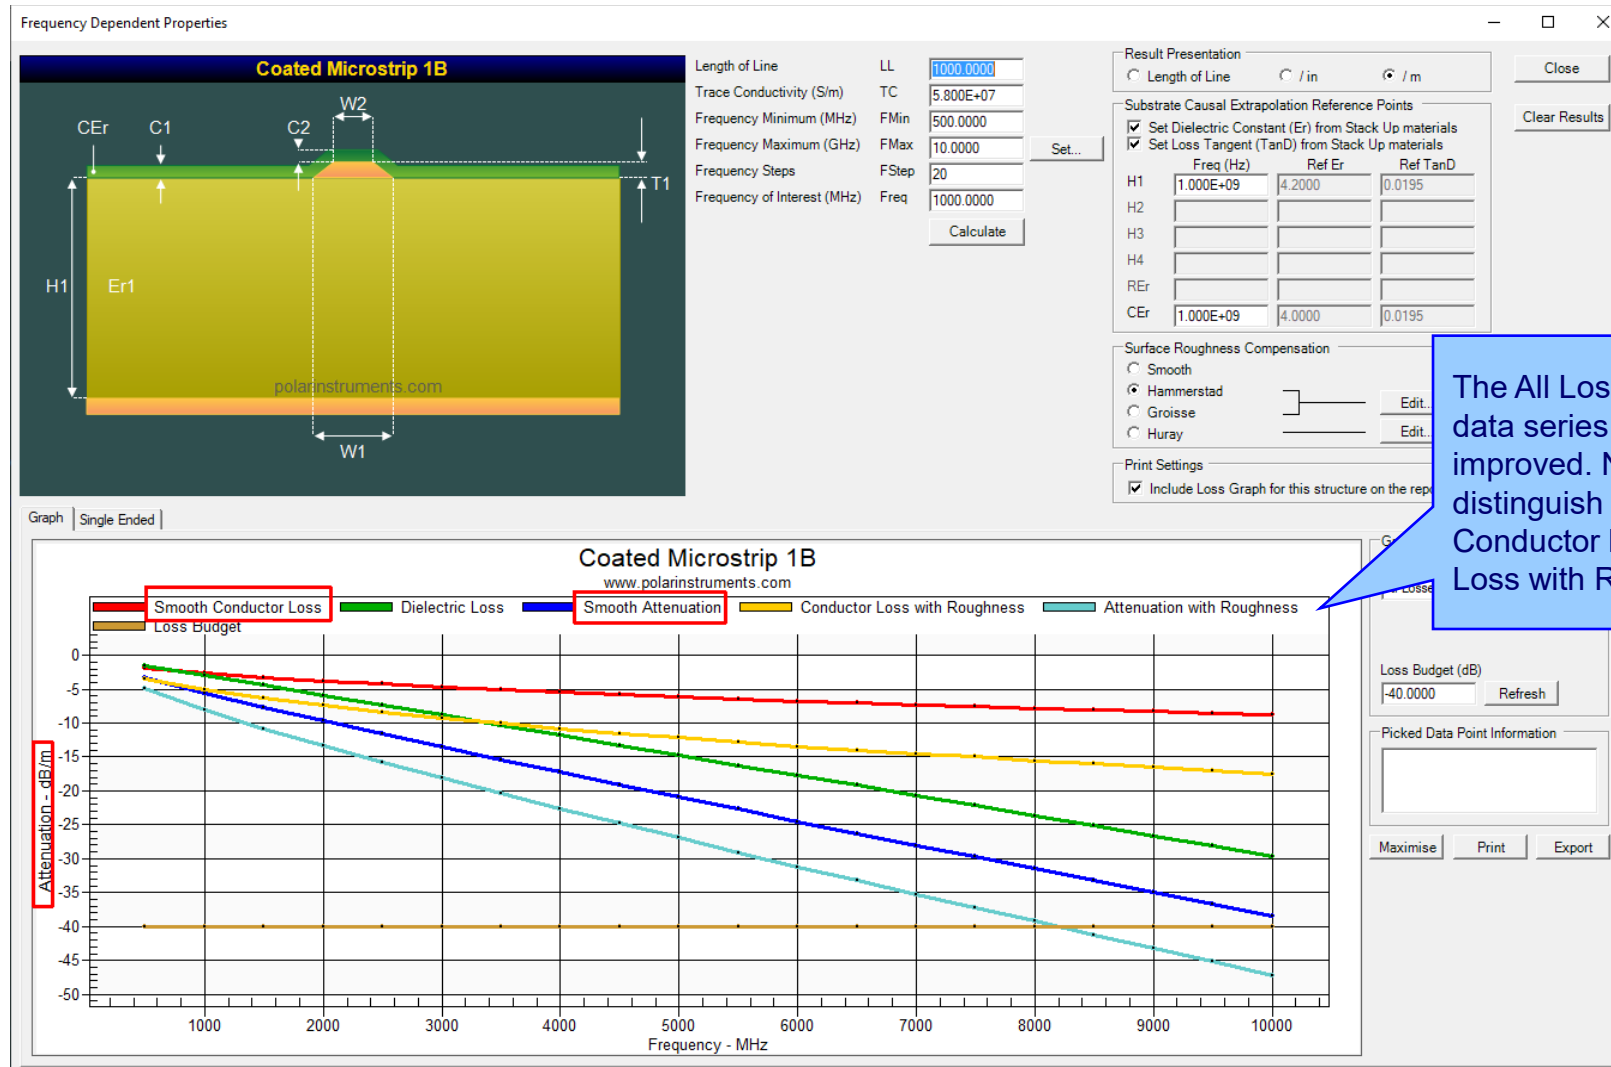 Frequency Dependent Properties
Coated Microstrip 1B
W2
CEr C1 C2
T1
H1 Er1
polarinstruments.com
W1
Length of Line LL 1000.0000
Trace Conductivity (S/m) TC 5.800E+07
Frequency Minimum (MHz) FMin 500.0000
Frequency Maximum (GHz) FMax 10.0000 Set...
Frequency Steps FStep 20
Frequency of Interest (MHz) Freq 1000.0000
Calculate
Result Presentation
Length of Line / in / m
Close
Clear Results
Substrate Causal Extrapolation Reference Points
Set Dielectric Constant (Er) from Stack Up materials
Set Loss Tangent (TanD) from Stack Up materials
Freq (Hz) Ref Er Ref TanD
H1 1.000E+09 4.2000 0.0195
H2
H3
H4
REr
CEr 1.000E+09 4.0000 0.0195
Surface Roughness Compensation
Smooth
Hammerstad Edit..
Groisse
Huray Edit..
Print Settings
Include Loss Graph for this structure on the repo
The All Los
data series
improved. N
distinguish
Conductor
Loss with R
Graph Single Ended
Coated Microstrip 1B
www.polarinstruments.com
Smooth Conductor Loss Dielectric Loss Smooth Attenuation Conductor Loss with Roughness Attenuation with Roughness
Loss Budget
0
-5
-10
-15
-20
-25
-30
-35
-40
-45
-50
Attenuation - dB/m
1000 2000 3000 4000 5000 6000 7000 8000 9000 10000
Frequency - MHz
Loss Budget (dB)
-40.0000 Refresh
Picked Data Point Information
Maximise Print Export